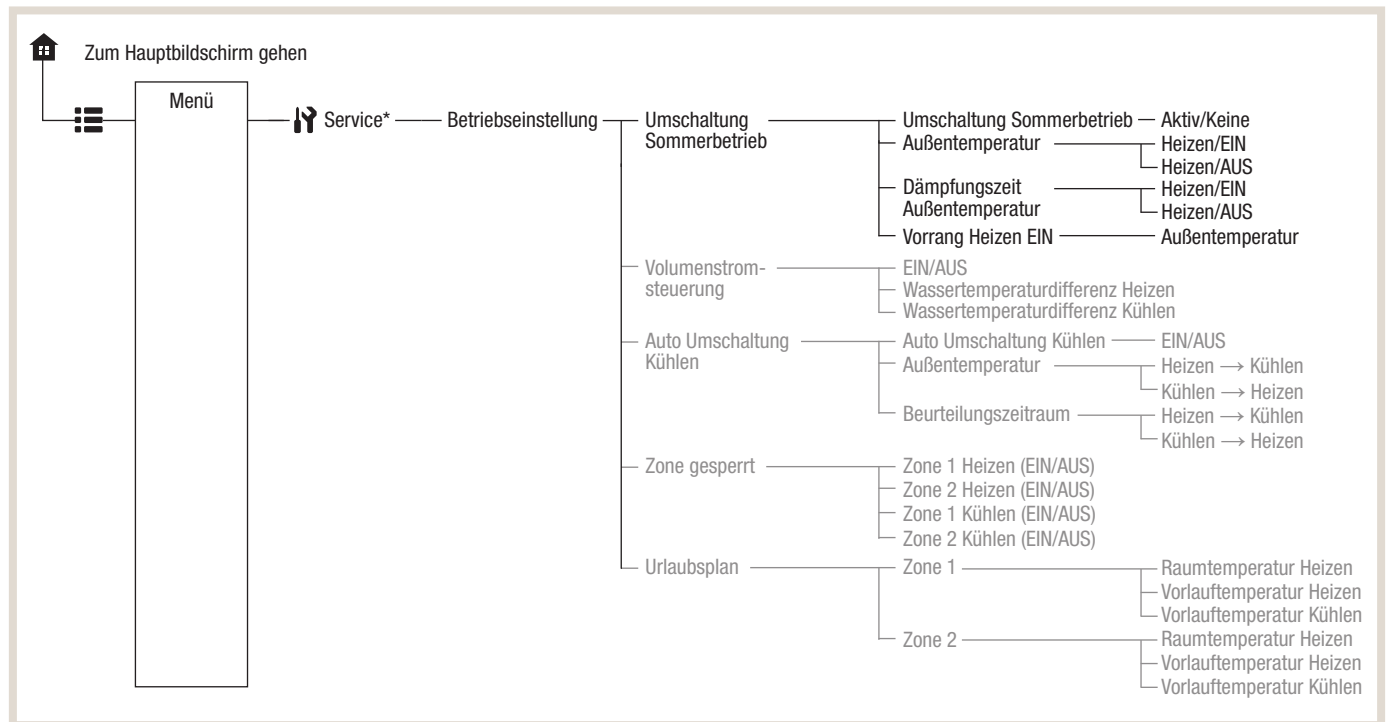 Zum Hauptbildschirm gehen
Menü
Service*
Betriebseinstellung
Umschaltung
Sommerbetrieb
Umschaltung Sommerbetrieb
Aktiv/Keine
Außentemperatur
Heizen/EIN
Heizen/AUS
Dämpfungszeit
Außentemperatur
Heizen/EIN
Heizen/AUS
Vorrang Heizen EIN
Außentemperatur
Volumenstrom-
steuerung
EIN/AUS
Wassertemperaturdifferenz Heizen
Wassertemperaturdifferenz Kühlen
Auto Umschaltung
Kühlen
Auto Umschaltung Kühlen
EIN/AUS
Außentemperatur
Heizen → Kühlen
Kühlen → Heizen
Beurteilungszeitraum
Heizen → Kühlen
Kühlen → Heizen
Zone gesperrt
Zone 1 Heizen (EIN/AUS)
Zone 2 Heizen (EIN/AUS)
Zone 1 Kühlen (EIN/AUS)
Zone 2 Kühlen (EIN/AUS)
Urlaubsplan
Zone 1
Raumtemperatur Heizen
Vorlauftemperatur Heizen
Vorlauftemperatur Kühlen
Zone 2
Raumtemperatur Heizen
Vorlauftemperatur Heizen
Vorlauftemperatur Kühlen